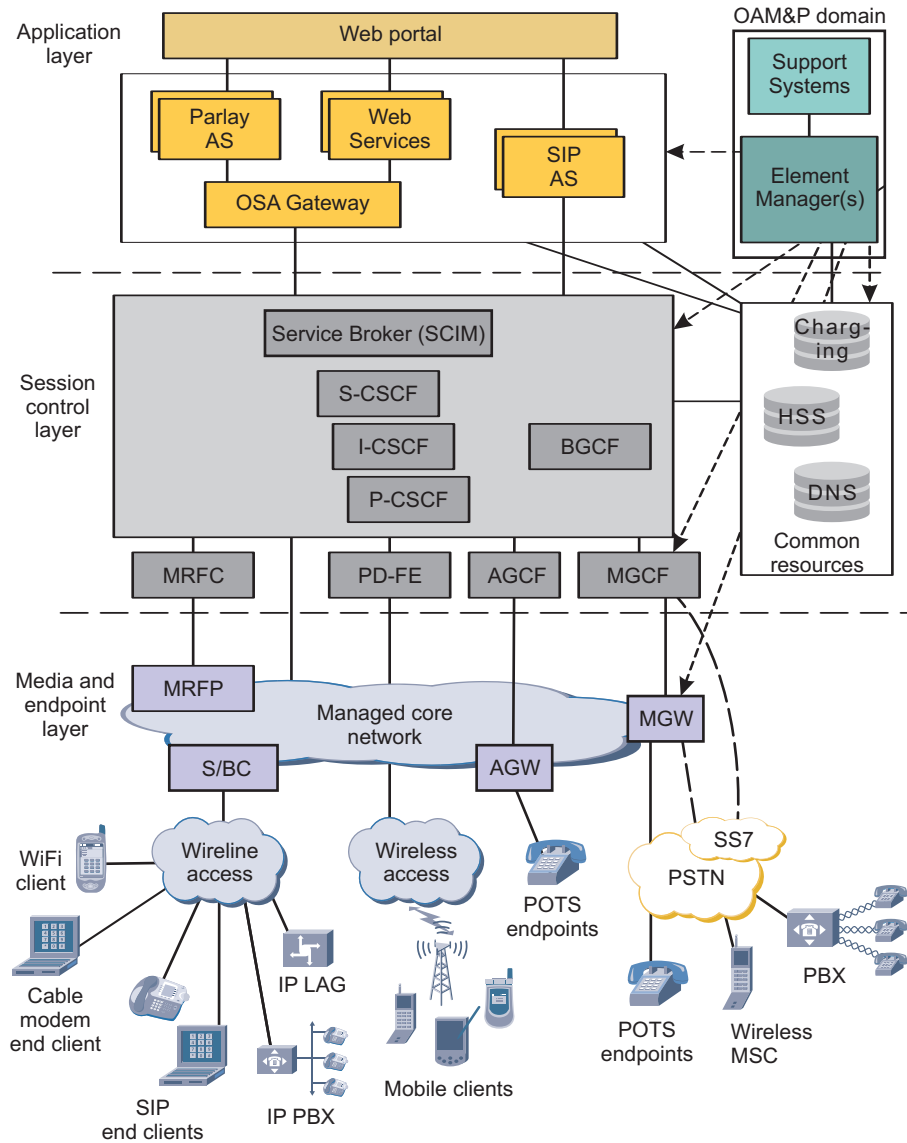 Application
layer
Web portal
OAM&P domain
Support
Systems
Parlay
AS
Web
Services
SIP
AS
Element
Manager(s)
OSA Gateway
Session
control
layer
Service Broker (SCIM)
S-CSCF
I-CSCF
BGCF
P-CSCF
Charg-
ing
HSS
DNS
Common
resources
MRFC
PD-FE
AGCF
MGCF
Media and
endpoint
layer
MRFP
Managed core
network
MGW
S/BC
AGW
WiFi
client
Wireline
access
Wireless
access
SS7
PSTN
POTS
endpoints
Cable
modem
end client
IP LAG
PBX
SIP
end clients
IP PBX
Mobile clients
POTS
endpoints
Wireless
MSC